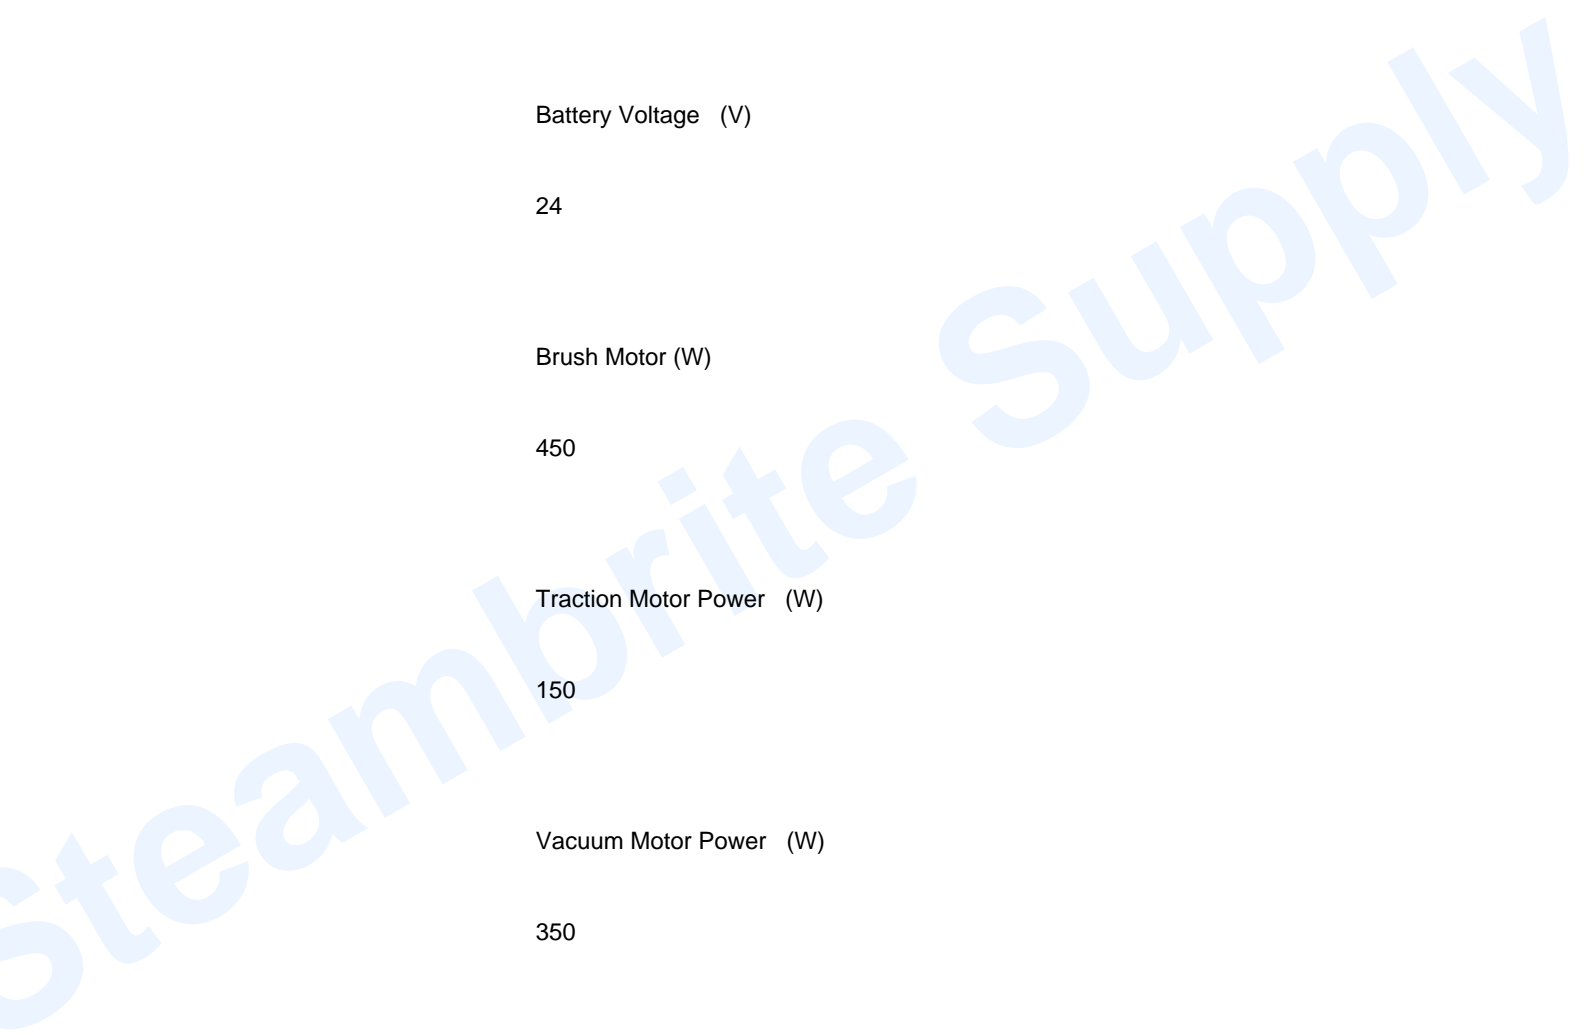 Battery Voltage (V)
24
Brush Motor (W)
450
Traction Motor Power (W)
150
Vacuum Motor Power (W)
350
Steambrite Supply